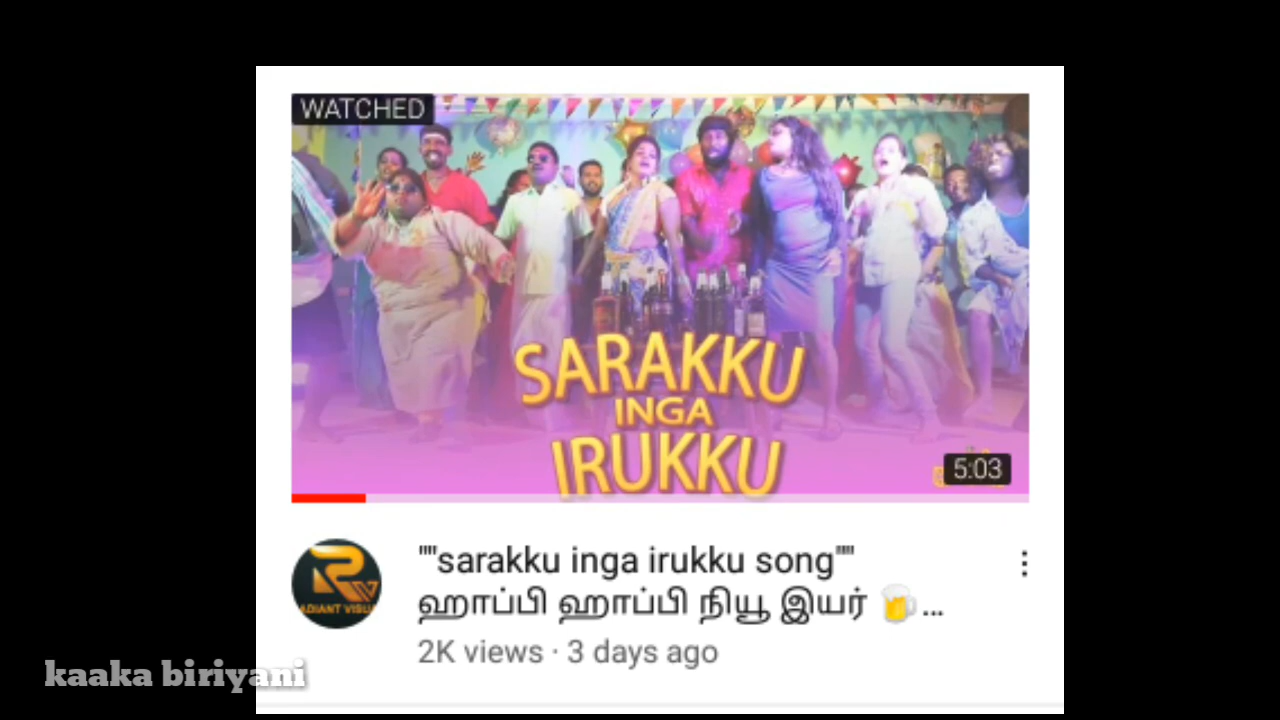 WATCHED
SARAKKU
INGA
IRUKKU
5:03
""sarakku inga irukku song""
ஹாப்பி ஹாப்பி நியூ இயர் 🍺...
2K views · 3 days ago
kaaka biriyani